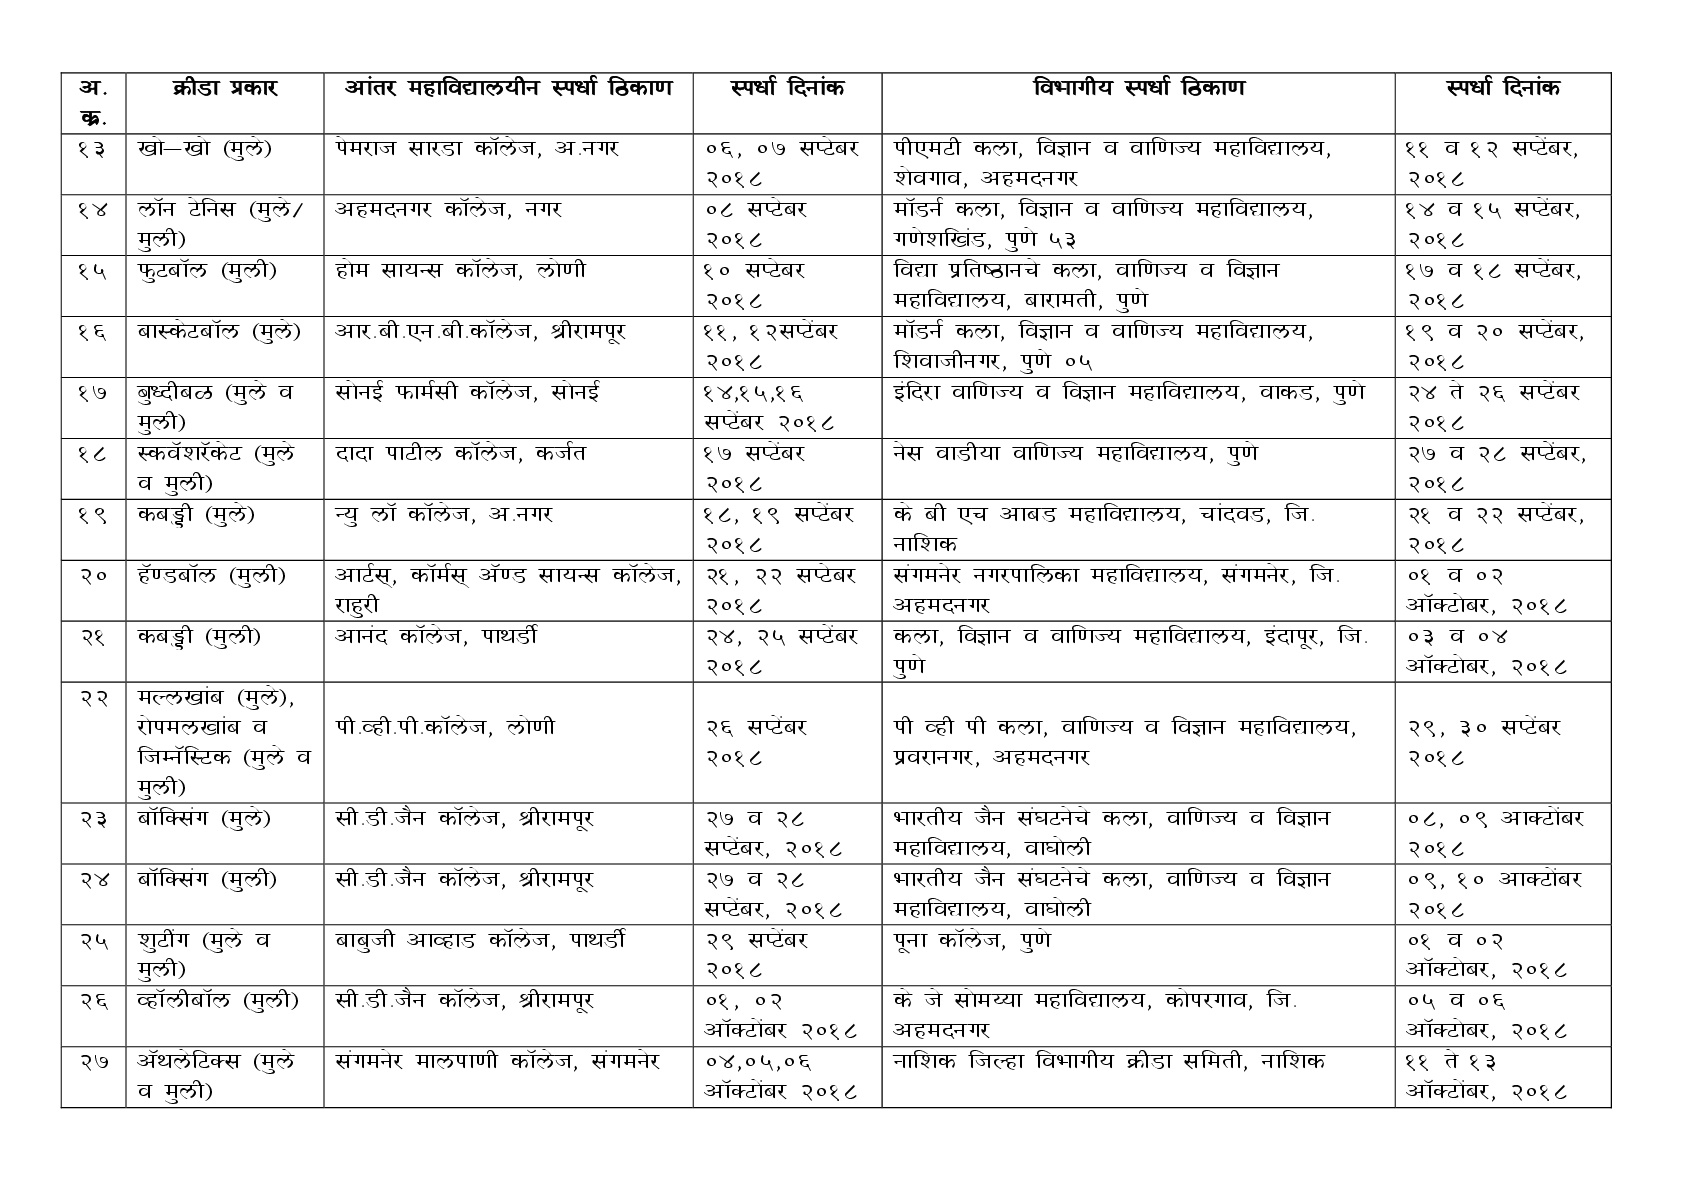 अ. क्र. क्रीडा प्रकार आंतर महाविद्यालयीन स्पर्धा ठिकाण स्पर्धा दिनांक विभागीय स्पर्धा ठिकाण स्पर्धा दिनांक
१३ खो—खो (मुले) पेमराज सारडा कॉलेज, अ.नगर ०६, ०७ सप्टेबर पीएमटी कला, विज्ञान व वाणिज्य महाविद्यालय, ११ व १२ सप्टेंबर,
२०१८ शेवगाव, अहमदनगर २०१८
१४ लॉन टेनिस (मुले/ अहमदनगर कॉलेज, नगर ०८ सप्टेबर मॉडर्न कला, विज्ञान व वाणिज्य महाविद्यालय, १४ व १५ सप्टेंबर,
मुली) २०१८ गणेशखिंड, पुणे ५३ २०१८
१५ फुटबॉल (मुली) होम सायन्स कॉलेज, लोणी १० सप्टेबर विद्या प्रतिष्ठानचे कला, वाणिज्य व विज्ञान १७ व १८ सप्टेंबर,
२०१८ महाविद्यालय, बारामती, पुणे २०१८
१६ बास्केटबॉल (मुले) आर.बी.एन.बी.कॉलेज, श्रीरामपूर ११, १२सप्टेंबर मॉडर्न कला, विज्ञान व वाणिज्य महाविद्यालय, १९ व २० सप्टेंबर,
२०१८ शिवाजीनगर, पुणे ०५ २०१८
१७ बुध्दीबळ (मुले व सोनई फार्मसी कॉलेज, सोनई १४,१५,१६ इंदिरा वाणिज्य व विज्ञान महाविद्यालय, वाकड, पुणे २४ ते २६ सप्टेंबर
मुली) सप्टेंबर २०१८ २०१८
१८ स्कवॅशरॅकेट (मुले दादा पाटील कॉलेज, कर्जत १७ सप्टेंबर नेस वाडीया वाणिज्य महाविद्यालय, पुणे २७ व २८ सप्टेंबर,
व मुली) २०१८ २०१८
१९ कबड्डी (मुले) न्यु लॉ कॉलेज, अ.नगर १८, १९ सप्टेंबर के बी एच आबड महाविद्यालय, चांदवड, जि. २१ व २२ सप्टेंबर,
२०१८ नाशिक २०१८
२० हॅण्डबॉल (मुली) आर्टस्, कॉर्मस् ॲण्ड सायन्स कॉलेज, २१, २२ सप्टेबर संगमनेर नगरपालिका महाविद्यालय, संगमनेर, जि. ०१ व ०२
राहुरी २०१८ अहमदनगर ऑक्टोबर, २०१८
२१ कबड्डी (मुली) आनंद कॉलेज, पाथर्डी २४, २५ सप्टेंबर कला, विज्ञान व वाणिज्य महाविद्यालय, इंदापूर, जि. ०३ व ०४
२०१८ पुणे ऑक्टोबर, २०१८
२२ मल्लखांब (मुले),
रोपमलखांब व पी.व्ही.पी.कॉलेज, लोणी २६ सप्टेंबर पी व्ही पी कला, वाणिज्य व विज्ञान महाविद्यालय, २९, ३० सप्टेंबर
जिम्नॅस्टिक (मुले व २०१८ प्रवरानगर, अहमदनगर २०१८
मुली)
२३ बॉक्सिंग (मुले) सी.डी.जैन कॉलेज, श्रीरामपूर २७ व २८ भारतीय जैन संघटनेचे कला, वाणिज्य व विज्ञान ०८, ०९ आक्टोंबर
सप्टेंबर, २०१८ महाविद्यालय, वाघोली २०१८
२४ बॉक्सिंग (मुली) सी.डी.जैन कॉलेज, श्रीरामपूर २७ व २८ भारतीय जैन संघटनेचे कला, वाणिज्य व विज्ञान ०९, १० आक्टोंबर
सप्टेंबर, २०१८ महाविद्यालय, वाघोली २०१८
२५ शुटींग (मुले व बाबुजी आव्हाड कॉलेज, पाथर्डी २९ सप्टेंबर पूना कॉलेज, पुणे ०१ व ०२
मुली) २०१८ ऑक्टोबर, २०१८
२६ व्हॉलीबॉल (मुली) सी.डी.जैन कॉलेज, श्रीरामपूर ०१, ०२ के जे सोमय्या महाविद्यालय, कोपरगाव, जि. ०५ व ०६
ऑक्टोंबर २०१८ अहमदनगर ऑक्टोबर, २०१८
२७ ॲथलेटिक्स (मुले संगमनेर मालपाणी कॉलेज, संगमनेर ०४,०५,०६ नाशिक जिल्हा विभागीय क्रीडा समिती, नाशिक ११ ते १३
व मुली) ऑक्टोंबर २०१८ ऑक्टोंबर, २०१८